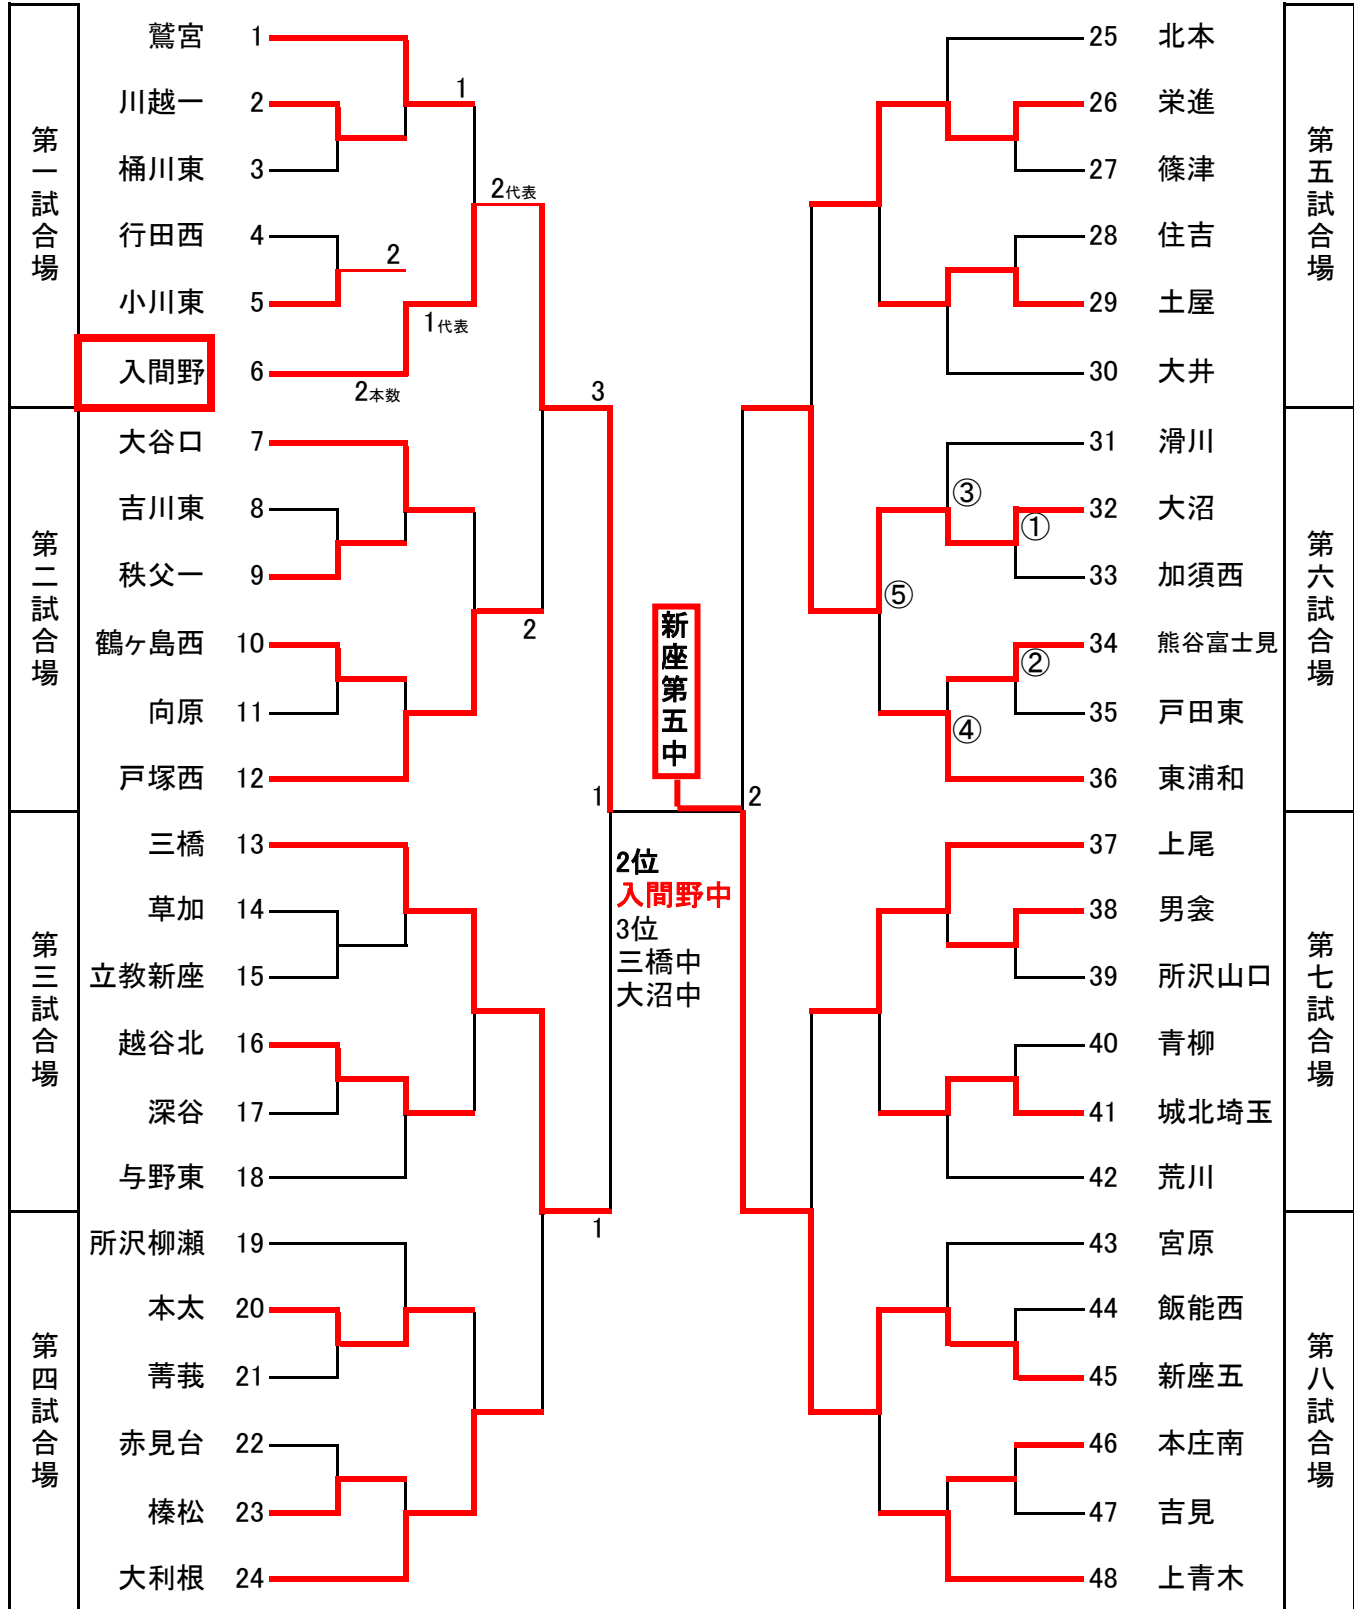 第一試合場
鷲宮 1
川越一 2
桶川東 3
行田西 4
小川東 5
入間野 6
1
2代表
2
1代表
2本数
3
第二試合場
大谷口 7
吉川東 8
秩父一 9
鶴ヶ島西 10
向原 11
戸塚西 12
2
1
第三試合場
三橋 13
草加 14
立教新座 15
越谷北 16
深谷 17
与野東 18
第四試合場
所沢柳瀬 19
本太 20
菁莪 21
赤見台 22
榛松 23
大利根 24
1
新座第五中
2
2位
入間野中
3位
三橋中
大沼中
第五試合場
25 北本
26 栄進
27 篠津
28 住吉
29 土屋
30 大井
第六試合場
31 滑川
32 大沼
33 加須西
34 熊谷富士見
35 戸田東
36 東浦和
③
①
⑤
②
④
第七試合場
37 上尾
38 男衾
39 所沢山口
40 青柳
41 城北埼玉
42 荒川
第八試合場
43 宮原
44 飯能西
45 新座五
46 本庄南
47 吉見
48 上青木